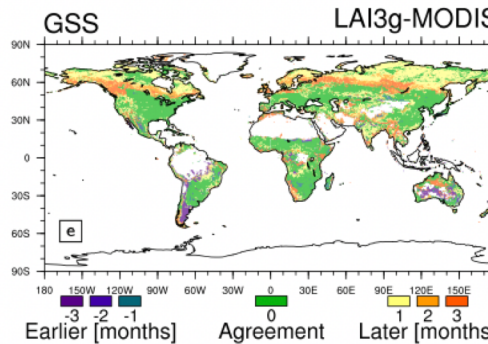 GSS LAI3g-MODIS
90N
60N
30N
0
30S
60S
90S
e
180 150W 120W 90W 60W 30W 0 30E 60E 90E 120E 150E
-3 -2 -1 0 1 2 3
Earlier [months] Agreement Later [months]